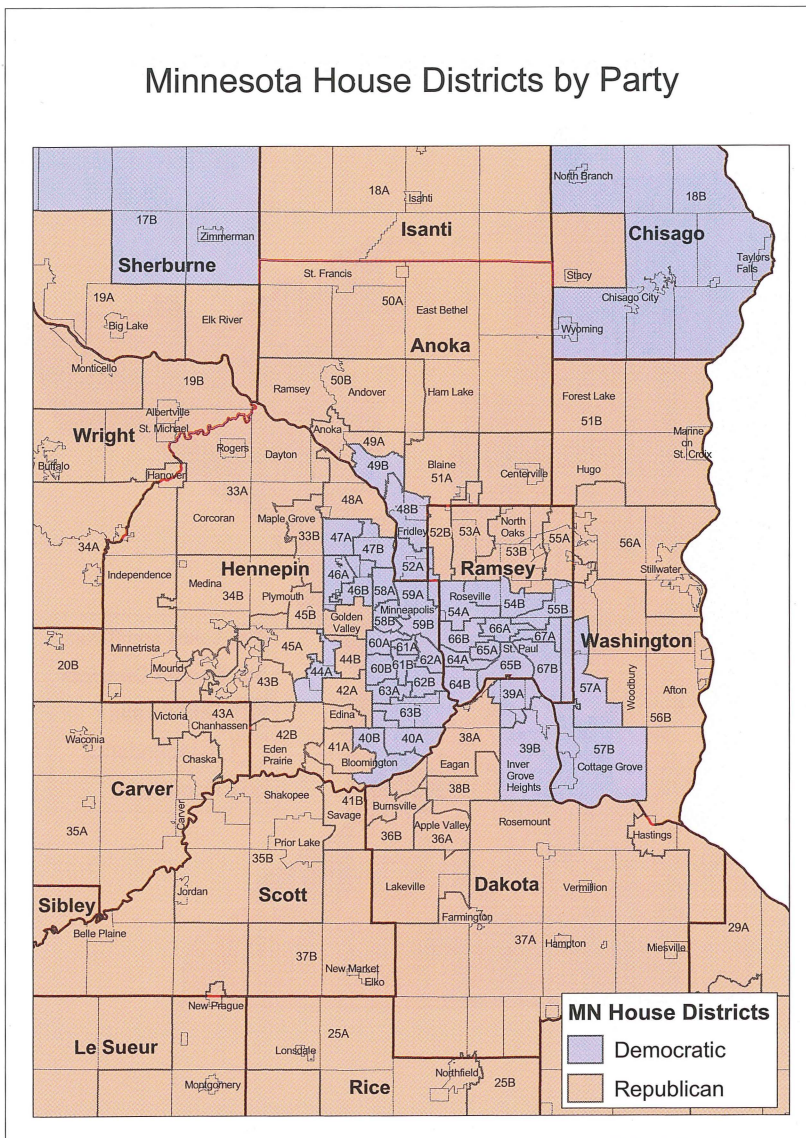 Minnesota House Districts by Party
North Branch
18A
Isanti
18B
17B
Zimmerman
Isanti
Chisago
Sherburne
Taylors
Falls
St. Francis
Stacy
19A
50A
Chisago City
East Bethel
Big Lake
Elk River
Wyoming
Anoka
Monticello
19B
50B
Ramsey
Andover
Ham Lake
Forest Lake
Albertville
51B
St. Michael
Anoka
Marine
on
St. Croix
Wright
Rogers
Dayton
49A
49B
Blaine
51A
Centerville
Hugo
Buffalo
Hanover
33A
48A
48B
Corcoran
Maple Grove
33B
47A
Fridley
52B
53A
North
Oaks
53B
55A
56A
34A
47B
Stillwater
Hennepin
46A
52A
Ramsey
Independence
Medina
34B
Plymouth
46B
58A
59A
Roseville
54A
54B
55B
45B
Golden
Valley
Minneapolis
58B
59B
66B
66A
67A
Washington
20B
Minnetrista
Mound
45A
44A
44B
60A
61A
60B
61B
62A
64A
65A
St. Paul
65B
67B
43B
42A
63A
62B
64B
57A
Woodbury
Afton
56B
Waconia
Victoria
43A
Chanhassen
Edina
63B
39A
42B
Eden
Prairie
41A
40B
40A
Bloomington
38A
39B
57B
Chaska
Eagan
Inver
Grove
Heights
Cottage Grove
Carver
Shakopee
41B
Savage
38B
Burnsville
Carver
35A
Prior Lake
35B
36B
Apple Valley
36A
Rosemount
Hastings
Sibley
Jordan
Scott
Lakeville
Dakota
Vermillion
Belle Plaine
Farmington
37A
Hampton
Miesville
29A
37B
New Market
Elko
New Prague
MN House Districts
Le Sueur
25A
Lonsdale
Democratic
Montgomery
Rice
Northfield
25B
Republican